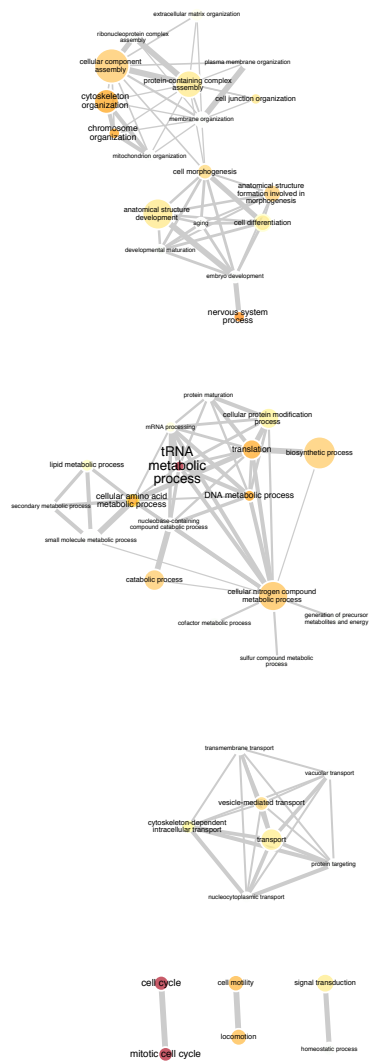 extracellular matrix organization
ribonucleoprotein complex
assembly
cellular component
assembly
plasma membrane organization
protein-containing complex
assembly
cytoskeleton
organization
cell junction organization
membrane organization
chromosome
organization
mitochondrion organization
cell morphogenesis
anatomical structure
formation involved in
morphogenesis
anatomical structure
development
aging
cell differentiation
developmental maturation
embryo development
nervous system
process
protein maturation
cellular protein modification
process
mRNA processing
tRNA
metabolic
process
translation
biosynthetic process
lipid metabolic process
cellular amino acid
metabolic process
DNA metabolic process
secondary metabolic process
nucleobase-containing
compound catabolic process
small molecule metabolic process
catabolic process
cellular nitrogen compound
metabolic process
generation of precursor
metabolites and energy
cofactor metabolic process
sulfur compound metabolic
process
transmembrane transport
vacuolar transport
vesicle-mediated transport
cytoskeleton-dependent
intracellular transport
transport
protein targeting
nucleocytoplasmic transport
cell cycle
cell motility
signal transduction
locomotion
mitotic cell cycle
homeostatic process